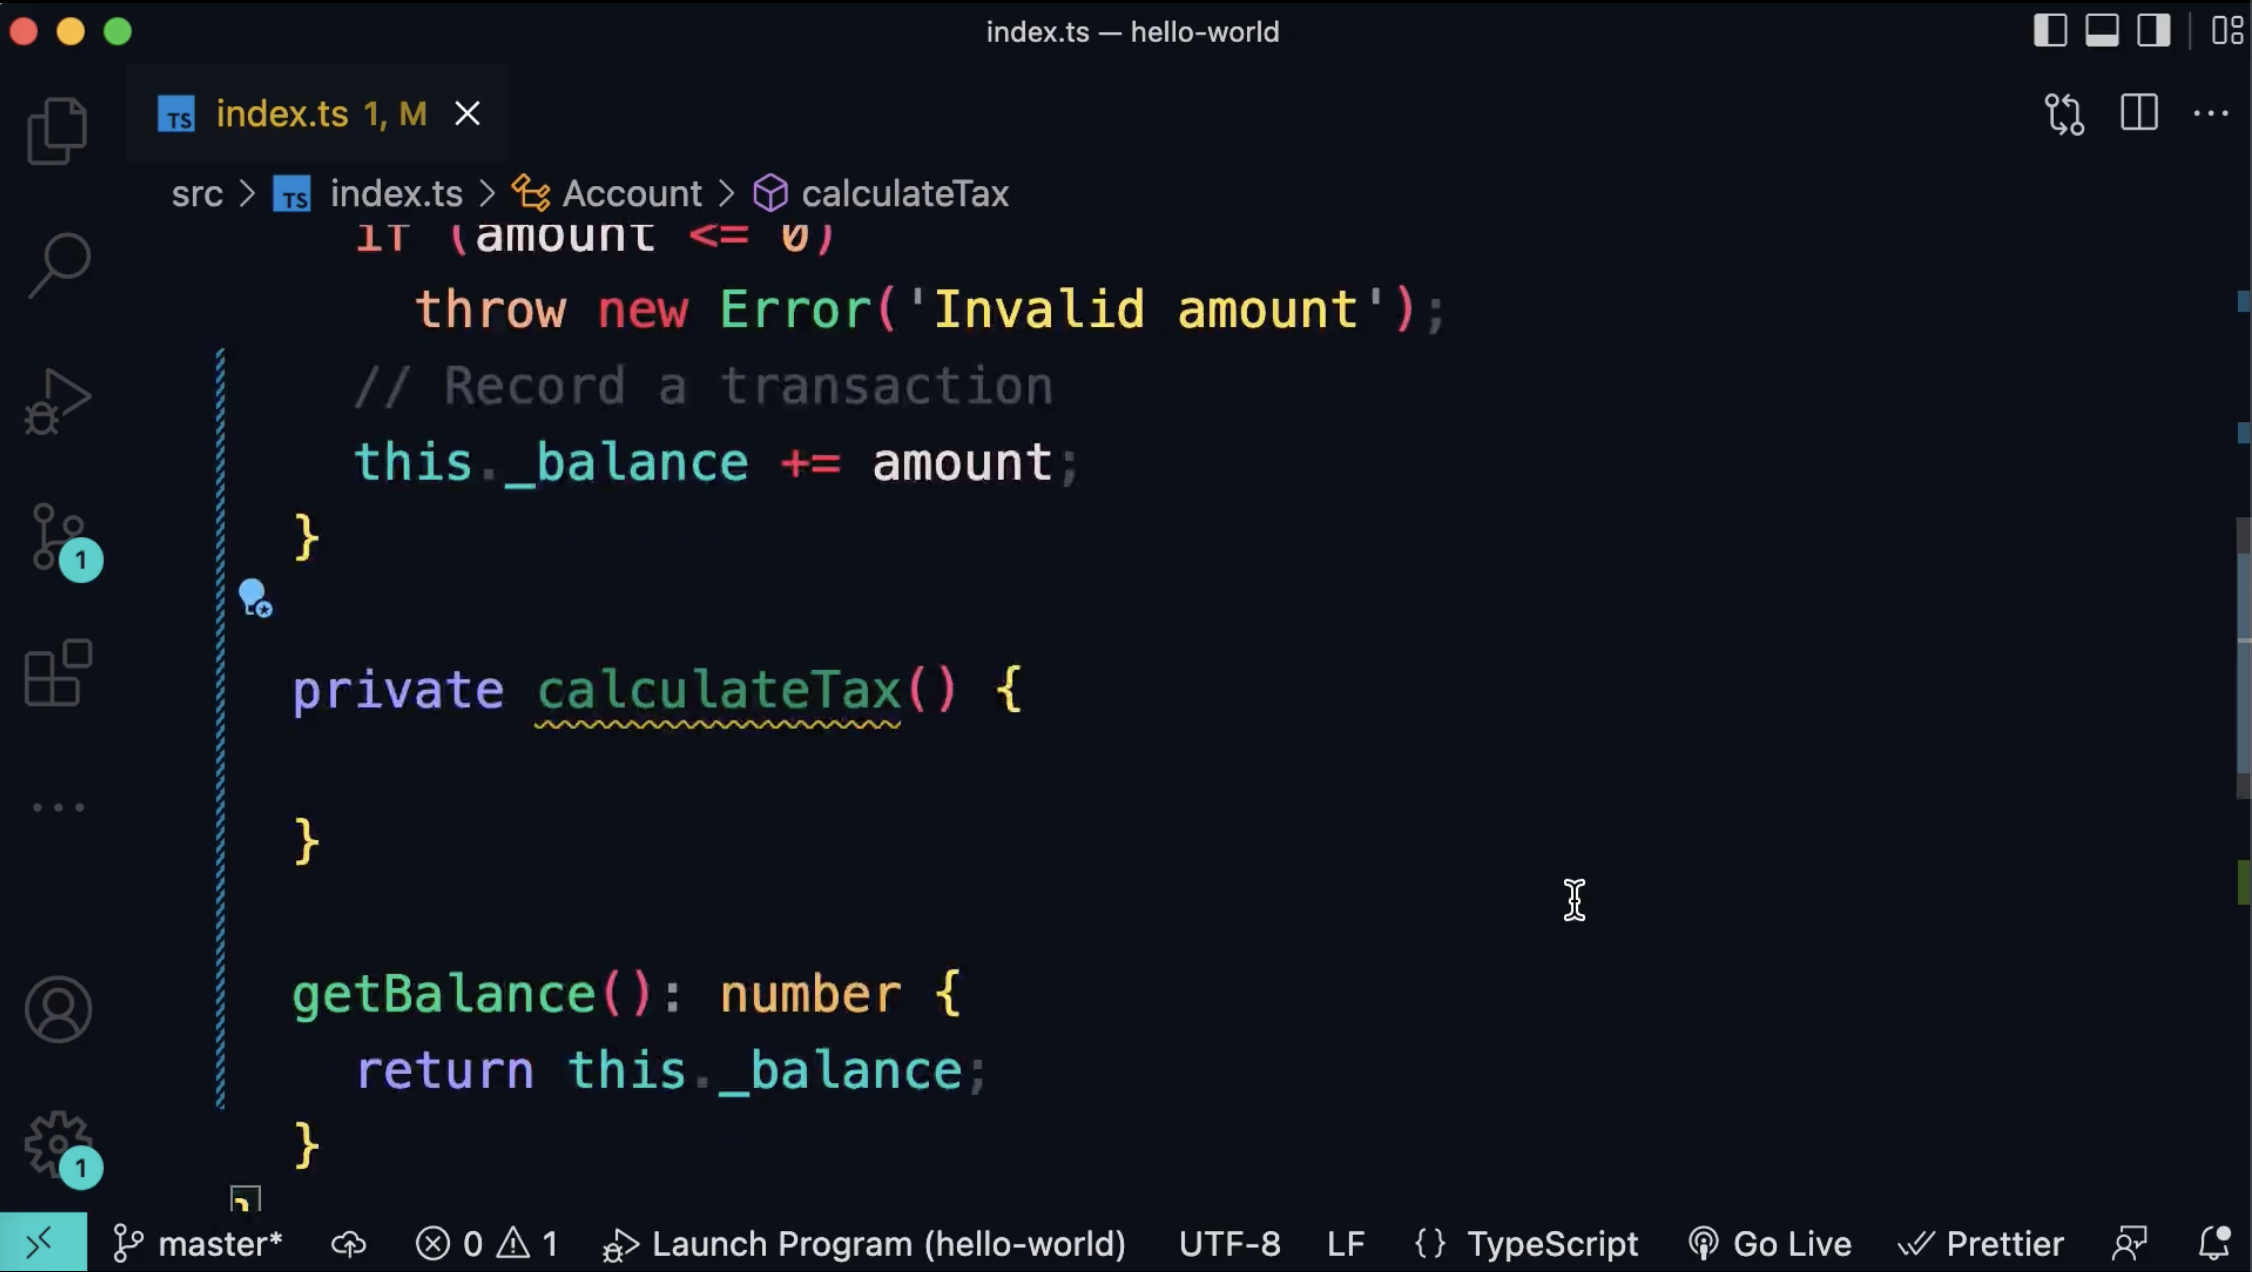 index.ts — hello-world
TS index.ts 1, M
src > TS index.ts > Account > calculateTax
if (amount <= 0)
throw new Error('Invalid amount');
// Record a transaction
this._balance += amount;
}
private calculateTax() {
}
getBalance(): number {
return this._balance;
}
}
1
1
master* 0 1 Launch Program (hello-world) UTF-8 LF {} TypeScript Go Live Prettier